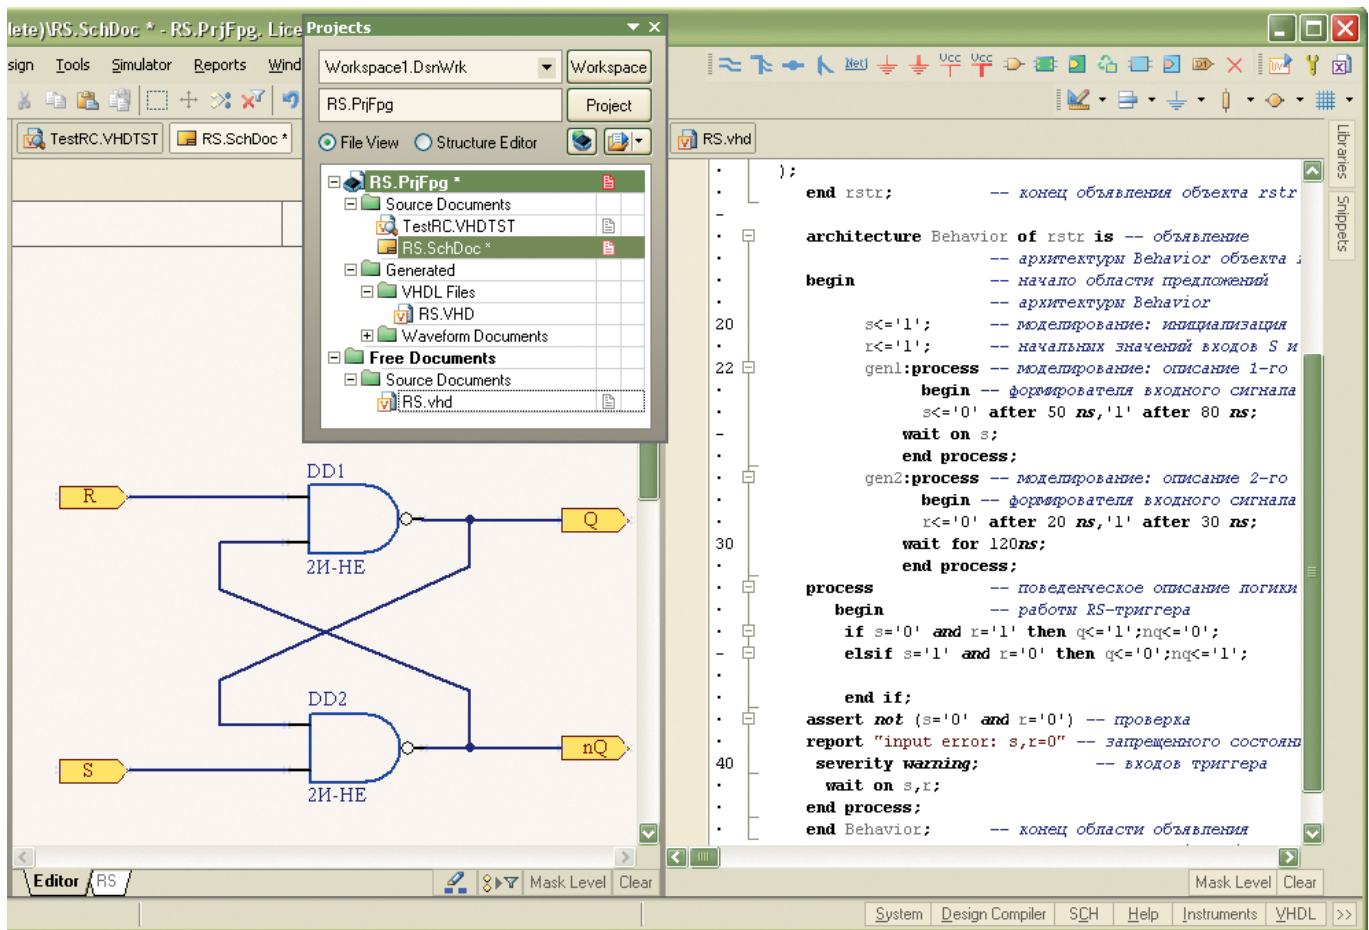 lete)\RS.SchDoc * - RS.PrjFpg. Lice
Projects
sign Tools Simulator Reports Wind
Workspace1.DsnWrk Workspace
RS.PrjFpg Project
File View Structure Editor
TestRC.VHDTST RS.SchDoc *
RS.PrjFpg *
Source Documents
TestRC.VHDTST
RS.SchDoc *
Generated
VHDL Files
RS.VHD
Waveform Documents
Free Documents
Source Documents
RS.vhd
Net1 Vcc Vcc
RS.vhd
Libraries
Snippets
);
end rstr; -- конец объявления объекта rstr
architecture Behavior of rstr is -- объявление
-- архитектуры Behavior объекта
begin -- начало области предложений
-- архитектуры Behavior
20 s<='1'; -- моделирование: инициализация
r<='1'; -- начальных значений входов S и
22 gen1:process -- моделирование: описание 1-го
begin -- формирователя входного сигнала
s<='0' after 50 ns,'1' after 80 ns;
wait on s;
end process;
gen2:process -- моделирование: описание 2-го
begin -- формирователя входного сигнала
r<='0' after 20 ns,'1' after 30 ns;
30 wait for 120ns;
end process;
process -- поведенческое описание логики
begin -- работы RS-триггера
if s='0' and r='1' then q<='1';nq<='0';
elsif s='1' and r='0' then q<='0';nq<='1';
end if;
assert not (s='0' and r='0') -- проверка
report "input error: s,r=0" -- запрещенного состоян
40 severity warning; -- входов триггера
wait on s,r;
end process;
end Behavior; -- конец области объявления
DD1
R
Q
2И-НЕ
DD2
nQ
S
2И-НЕ
Editor RS Mask Level Clear
Mask Level Clear
System Design Compiler SCH Help Instruments VHDL >>